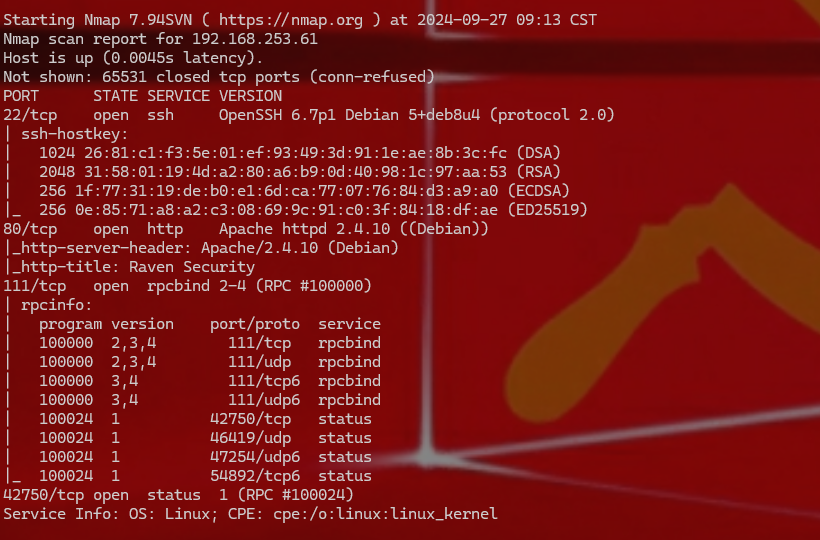 Starting Nmap 7.94SVN ( https://nmap.org ) at 2024-09-27 09:13 CST
Nmap scan report for 192.168.253.61
Host is up (0.0045s latency).
Not shown: 65531 closed tcp ports (conn-refused)
PORT      STATE SERVICE VERSION
22/tcp    open  ssh     OpenSSH 6.7p1 Debian 5+deb8u4 (protocol 2.0)
| ssh-hostkey:
|   1024 26:81:c1:f3:5e:01:ef:93:49:3d:91:1e:ae:8b:3c:fc (DSA)
|   2048 31:58:01:19:4d:a2:80:a6:b9:0d:40:98:1c:97:aa:53 (RSA)
|   256 1f:77:31:19:de:b0:e1:6d:ca:77:07:76:84:d3:a9:a0 (ECDSA)
|_  256 0e:85:71:a8:a2:c3:08:69:9c:91:c0:3f:84:18:df:ae (ED25519)
80/tcp    open  http    Apache httpd 2.4.10 ((Debian))
|_http-server-header: Apache/2.4.10 (Debian)
|_http-title: Raven Security
111/tcp   open  rpcbind 2-4 (RPC #100000)
| rpcinfo:
|   program version    port/proto  service
|   100000  2,3,4        111/tcp   rpcbind
|   100000  2,3,4        111/udp   rpcbind
|   100000  3,4          111/tcp6  rpcbind
|   100000  3,4          111/udp6  rpcbind
|   100024  1          42750/tcp   status
|   100024  1          46419/udp   status
|   100024  1          47254/udp6  status
|_  100024  1          54892/tcp6  status
42750/tcp open  status  1 (RPC #100024)
Service Info: OS: Linux; CPE: cpe:/o:linux:linux_kernel